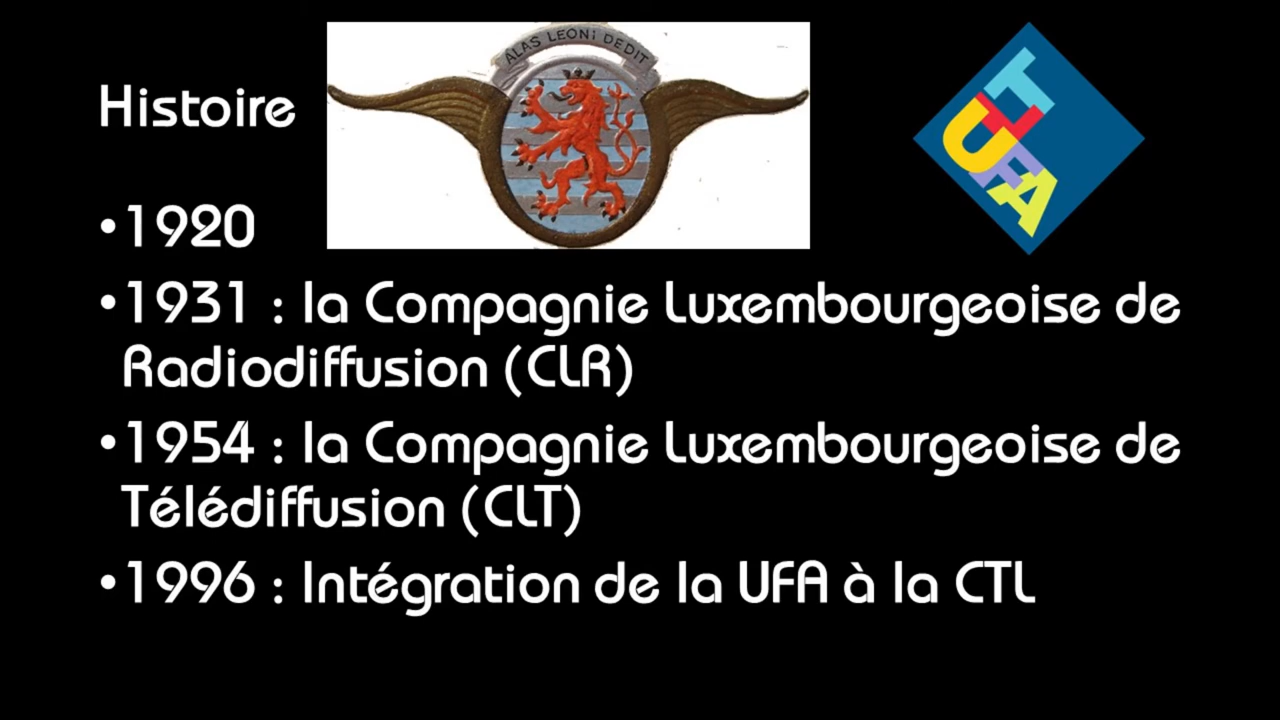 Histoire
ALAS LEONI DEDIT
UFA
•1920
•1931 : la Compagnie Luxembourgeoise de
Radiodiffusion (CLR)
•1954 : la Compagnie Luxembourgeoise de
Télédiffusion (CLT)
•1996 : Intégration de la UFA à la CTL